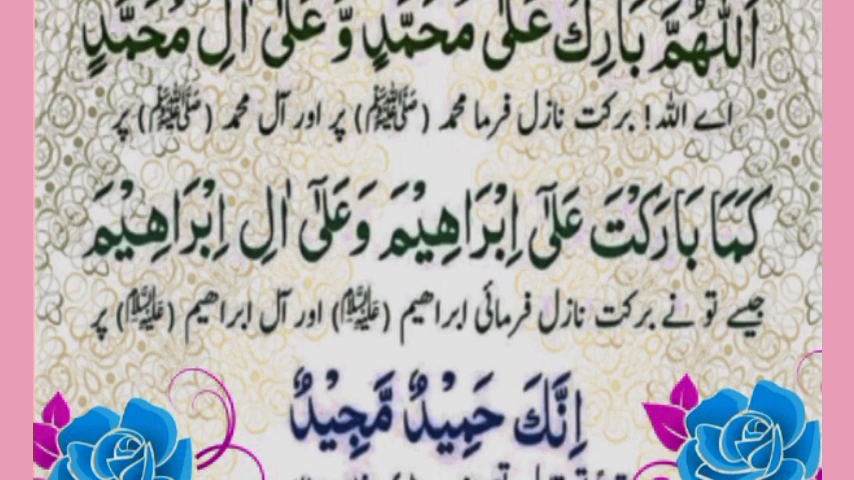 اَللّٰهُمَّ بَارِكْ عَلٰى مُحَمَّدٍ وَّ عَلٰٓى اٰلِ مُحَمَّدٍ
اے اللہ! برکت نازل فرما محمد (ﷺ) پر اور آل محمد (ﷺ) پر
كَمَا بَارَكْتَ عَلٰٓى اِبْرَاهِيْمَ وَعَلٰٓى اٰلِ اِبْرَاهِيْمَ
جیسے تو نے برکت نازل فرمائی ابراھیم (علیہ السلام) اور آل ابراھیم (علیہ السلام) پر
اِنَّكَ حَمِيْدٌ مَّجِيْدٌ